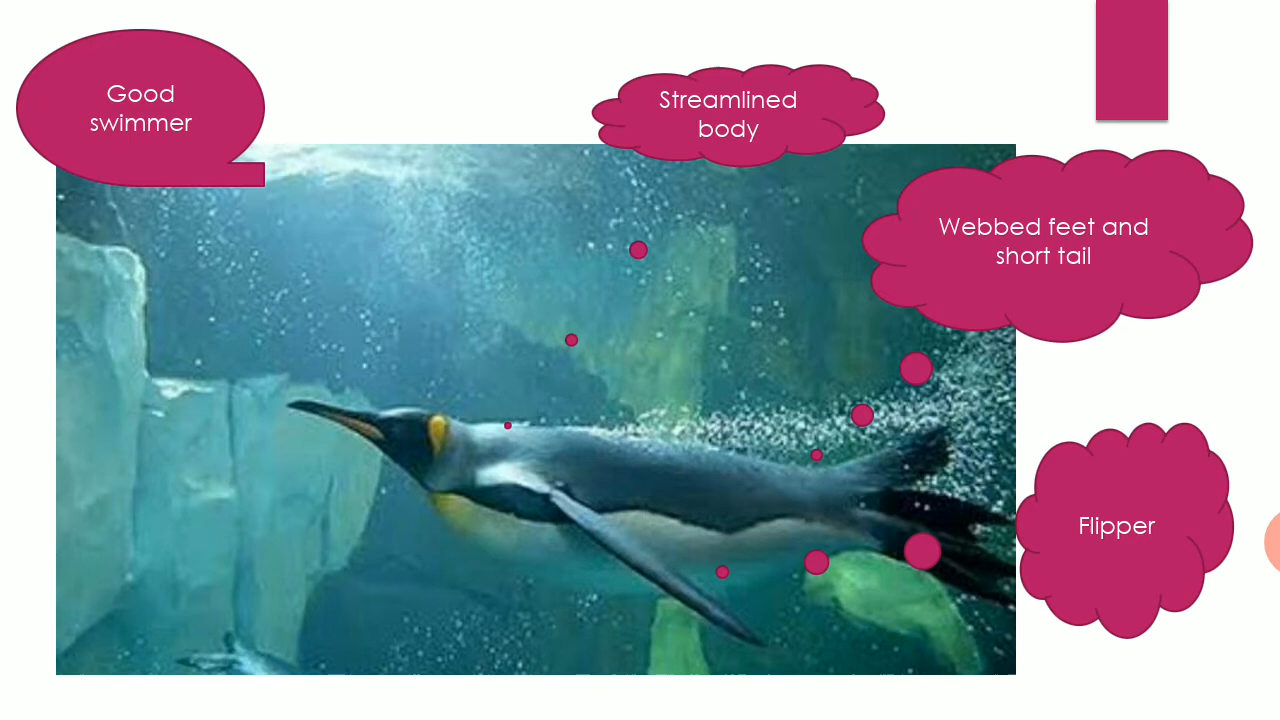 Good
swimmer
Streamlined
body
Webbed feet and
short tail
Flipper